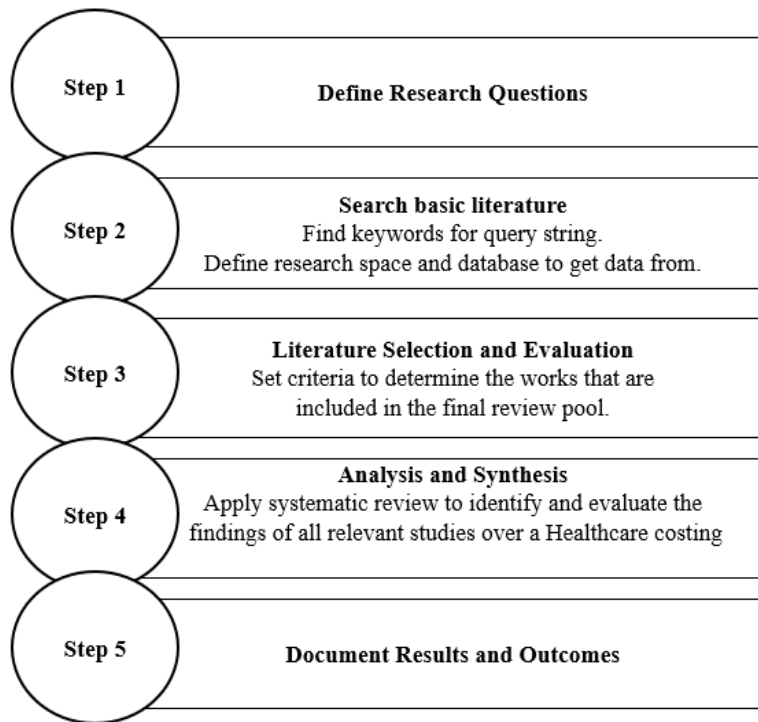 Step 1
Define Research Questions
Step 2
Search basic literature
Find keywords for query string.
Define research space and database to get data from.
Step 3
Literature Selection and Evaluation
Set criteria to determine the works that are
included in the final review pool.
Step 4
Analysis and Synthesis
Apply systematic review to identify and evaluate the
findings of all relevant studies over a Healthcare costing
Step 5
Document Results and Outcomes